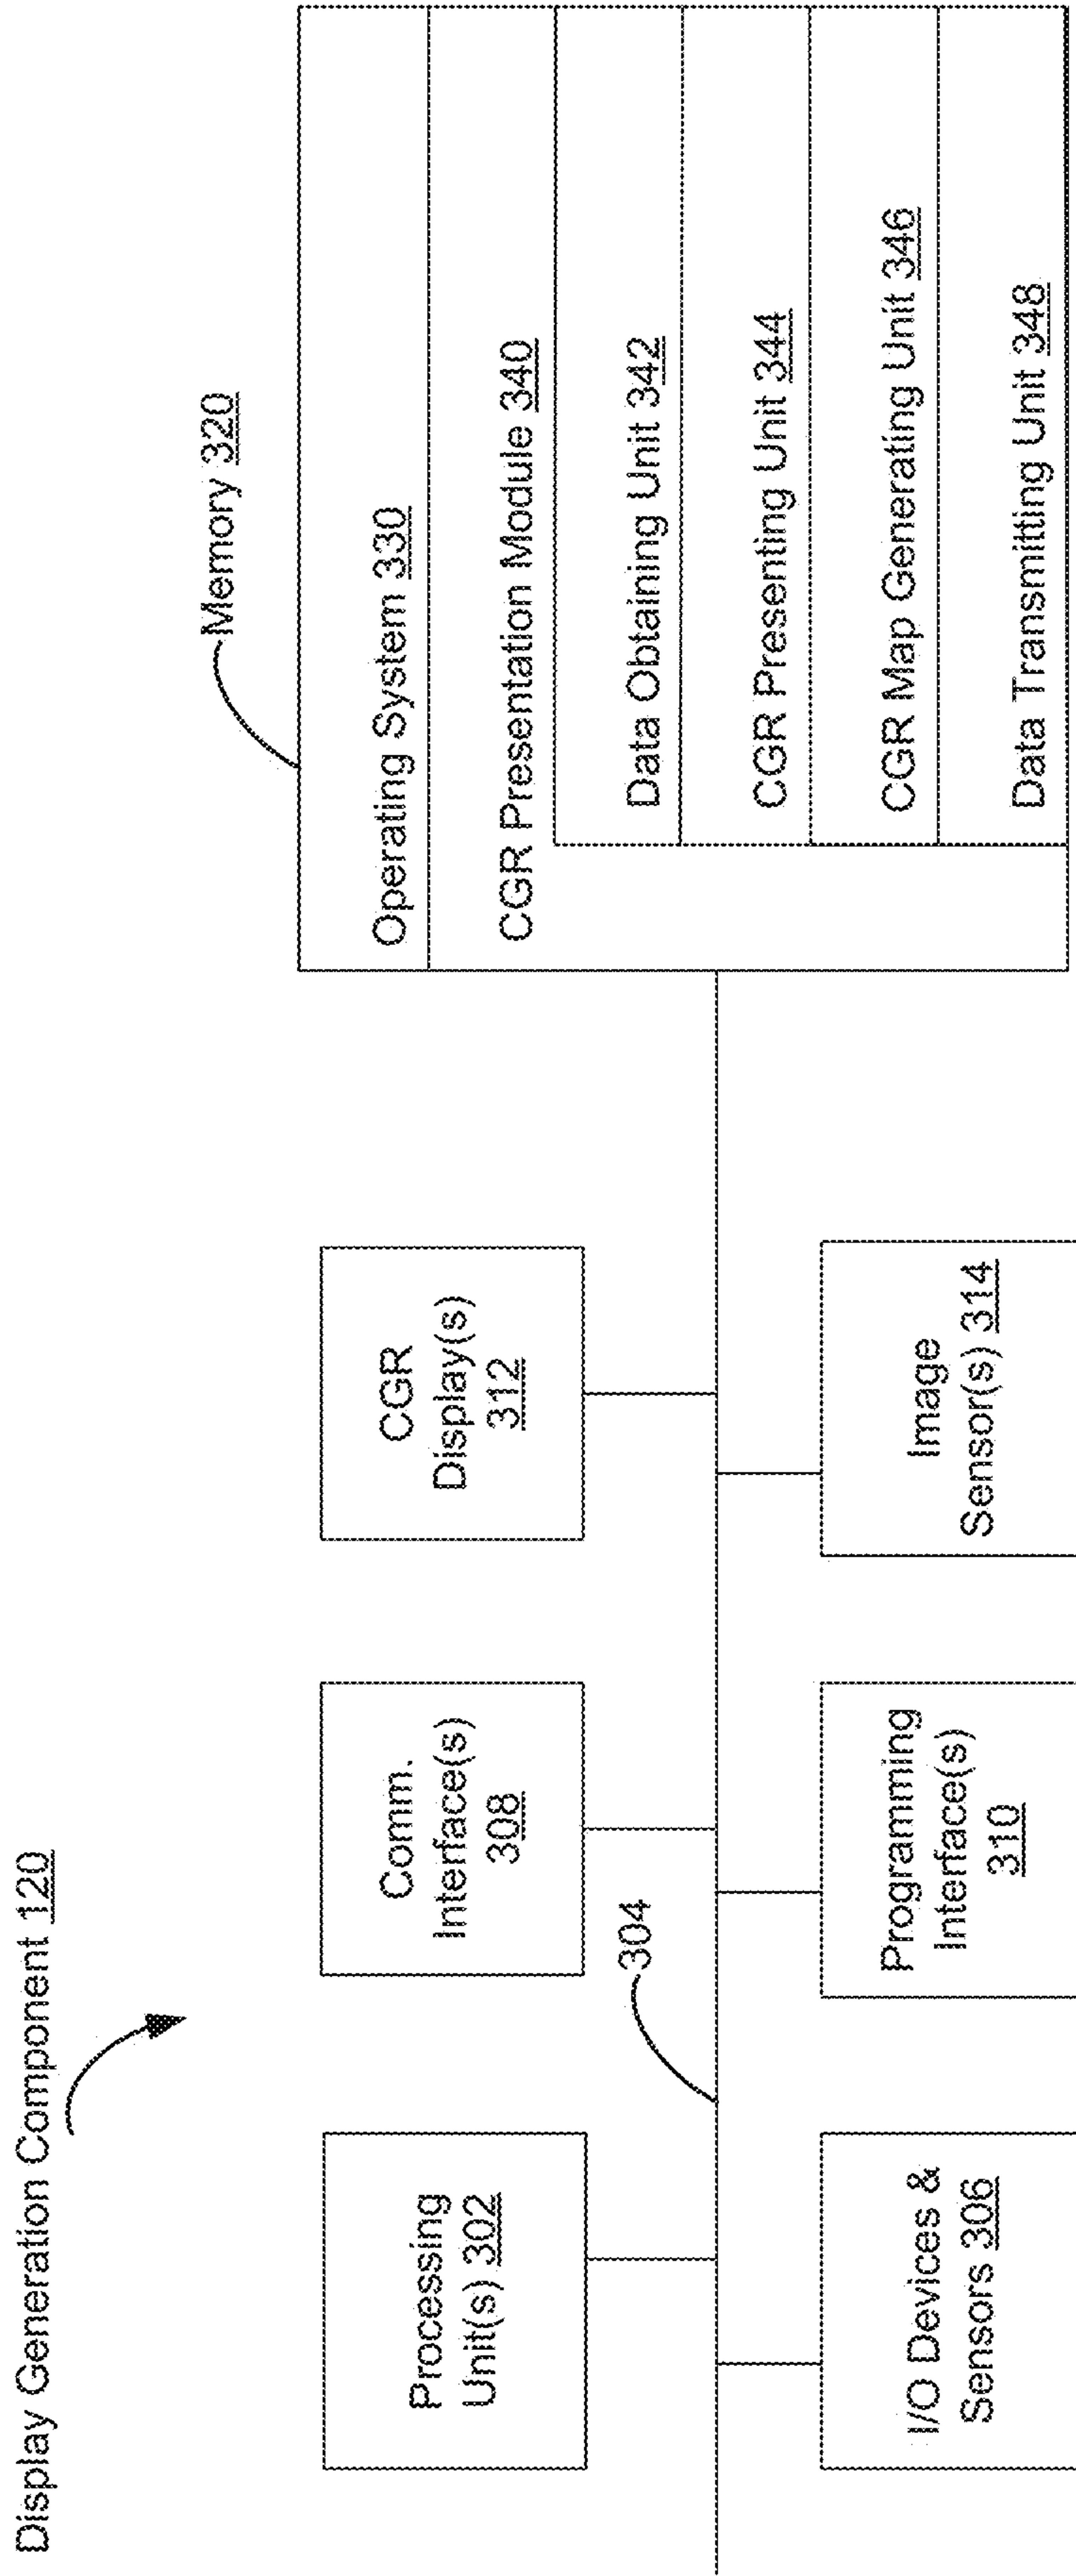 Display Generation Component 120
Processing
Unit(s) 302
Comm.
Interface(s)
308
CGR
Display(s)
312
304
I/O Devices &
Sensors 306
Programming
Interface(s)
310
Image
Sensor(s) 314
Memory 320
Operating System 330
CGR Presentation Module 340
Data Obtaining Unit 342
CGR Presenting Unit 344
CGR Map Generating Unit 346
Data Transmitting Unit 348